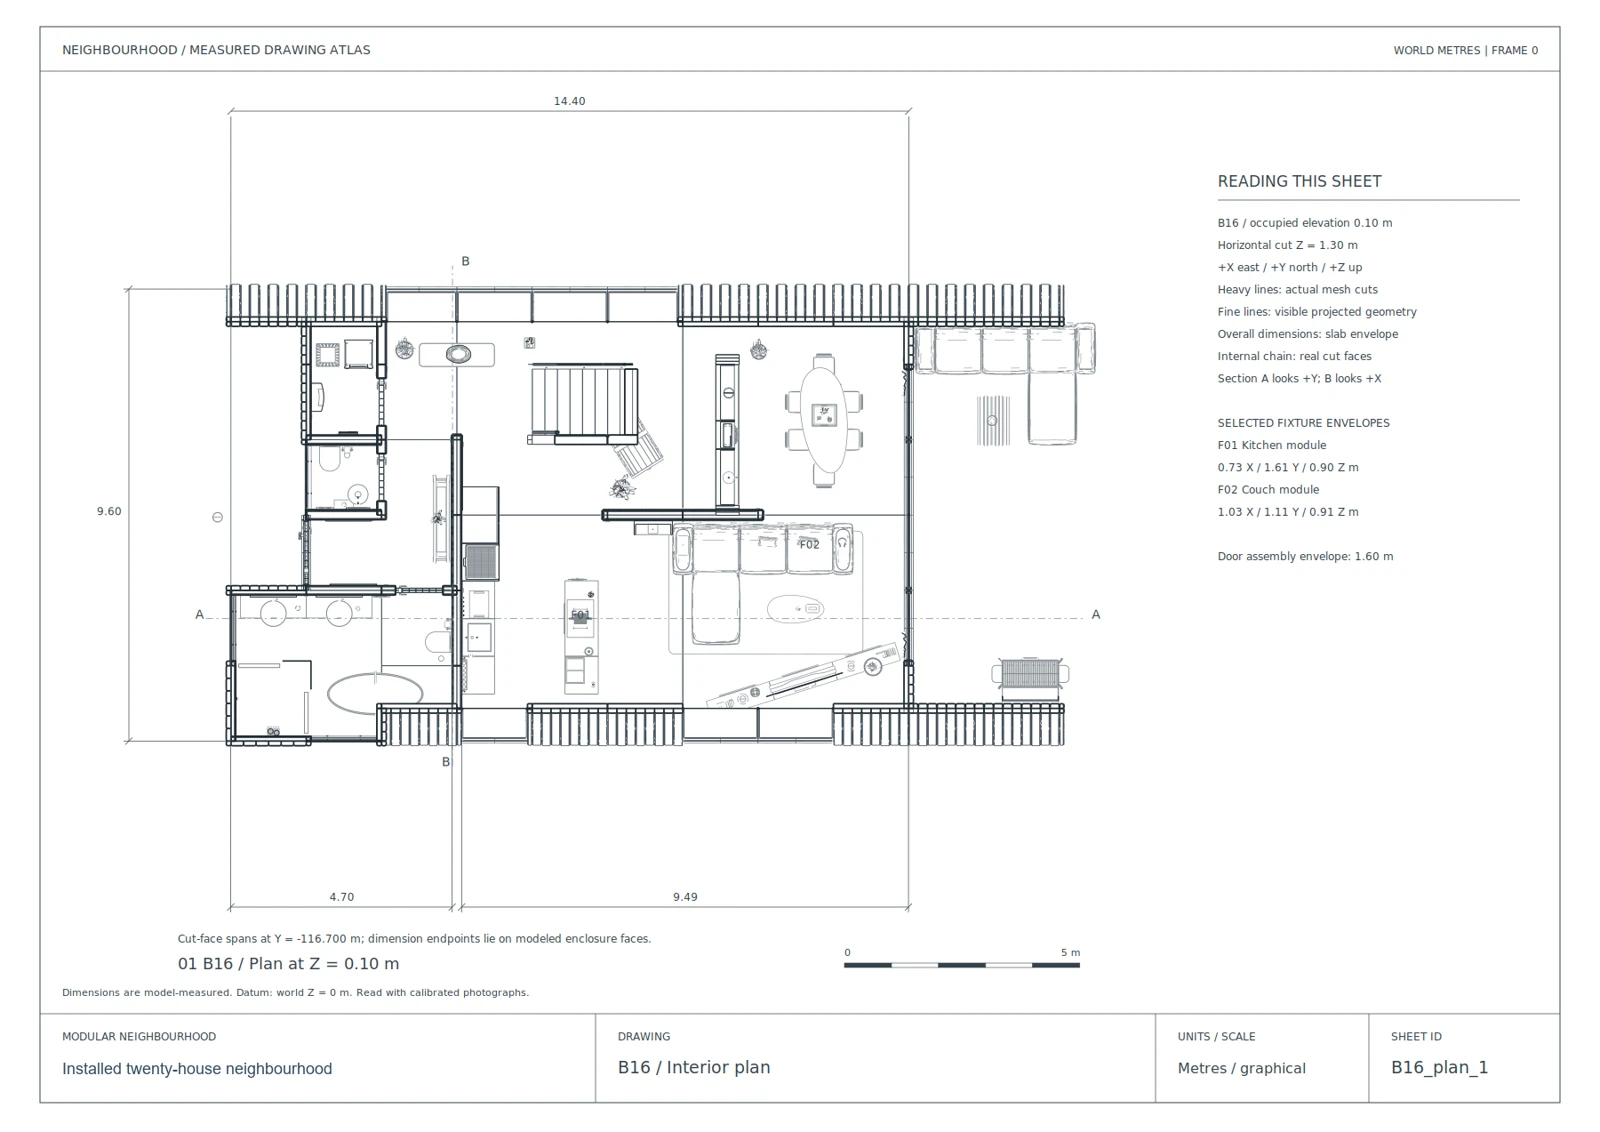 NEIGHBOURHOOD / MEASURED DRAWING ATLAS
WORLD METRES | FRAME 0
14.40
READING THIS SHEET
B16 / occupied elevation 0.10 m
Horizontal cut Z = 1.30 m
+X east / +Y north / +Z up
Heavy lines: actual mesh cuts
Fine lines: visible projected geometry
Overall dimensions: slab envelope
Internal chain: real cut faces
Section A looks +Y; B looks +X
SELECTED FIXTURE ENVELOPES
F01 Kitchen module
0.73 X / 1.61 Y / 0.90 Z m
F02 Couch module
1.03 X / 1.11 Y / 0.91 Z m
Door assembly envelope: 1.60 m
B
9.60
F02
A
F01
A
B
4.70
9.49
Cut-face spans at Y = -116.700 m; dimension endpoints lie on modeled enclosure faces.
01 B16 / Plan at Z = 0.10 m
0
5 m
Dimensions are model-measured. Datum: world Z = 0 m. Read with calibrated photographs.
MODULAR NEIGHBOURHOOD
Installed twenty-house neighbourhood
DRAWING
B16 / Interior plan
UNITS / SCALE
Metres / graphical
SHEET ID
B16_plan_1